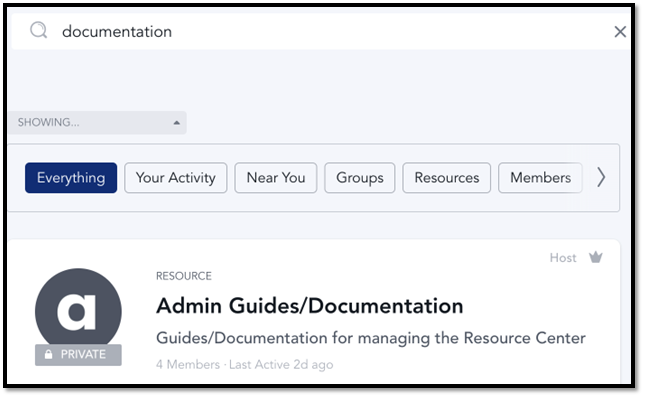 documentation
SHOWING...
Everything Your Activity Near You Groups Resources Members
Host
RESOURCE
Admin Guides/Documentation
Guides/Documentation for managing the Resource Center
a
PRIVATE
4 Members · Last Active 2d ago